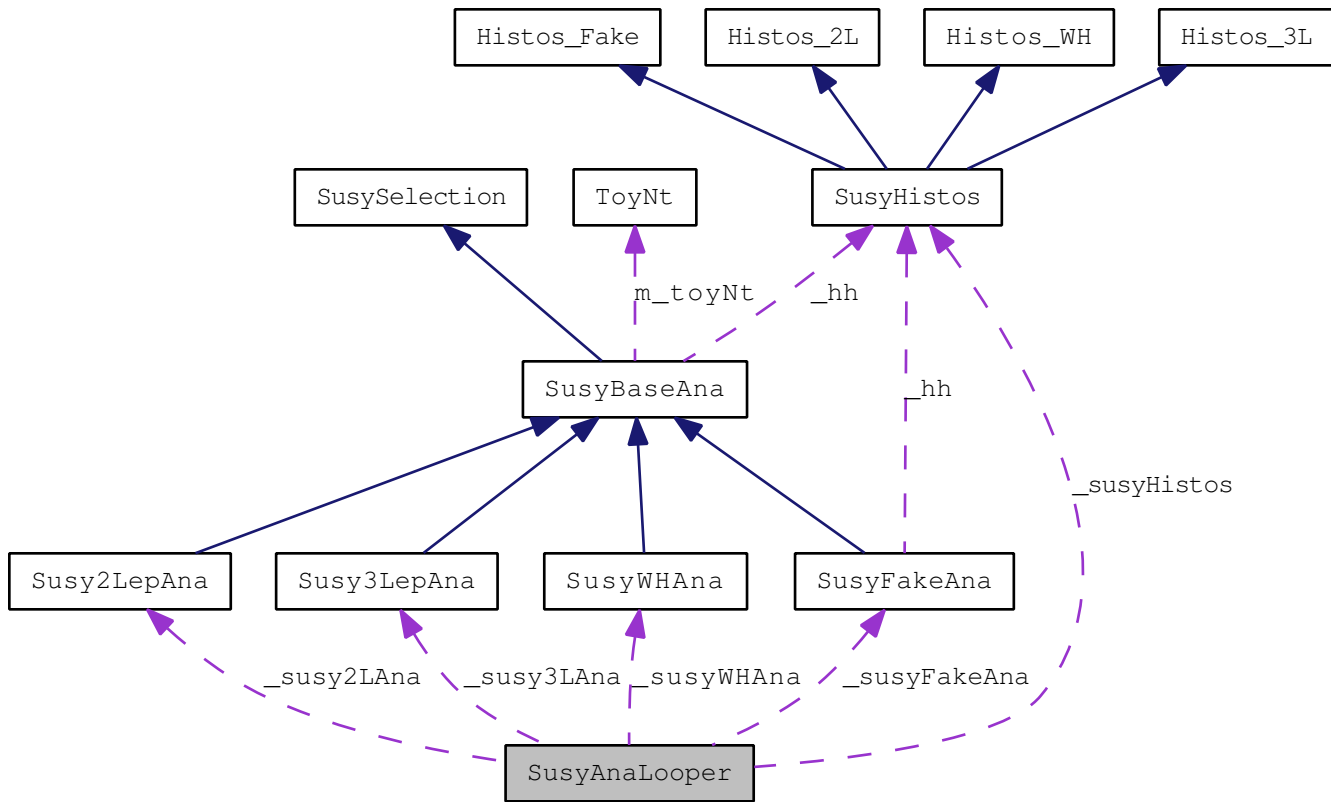 Histos_Fake
Histos_2L
Histos_WH
Histos_3L
SusySelection
ToyNt
SusyHistos
m_toyNt
_hh
SusyBaseAna
_hh
_susyHistos
Susy2LepAna
Susy3LepAna
SusyWHAna
SusyFakeAna
_susy2LAna
_susy3LAna
_susyWHAna
_susyFakeAna
SusyAnaLooper